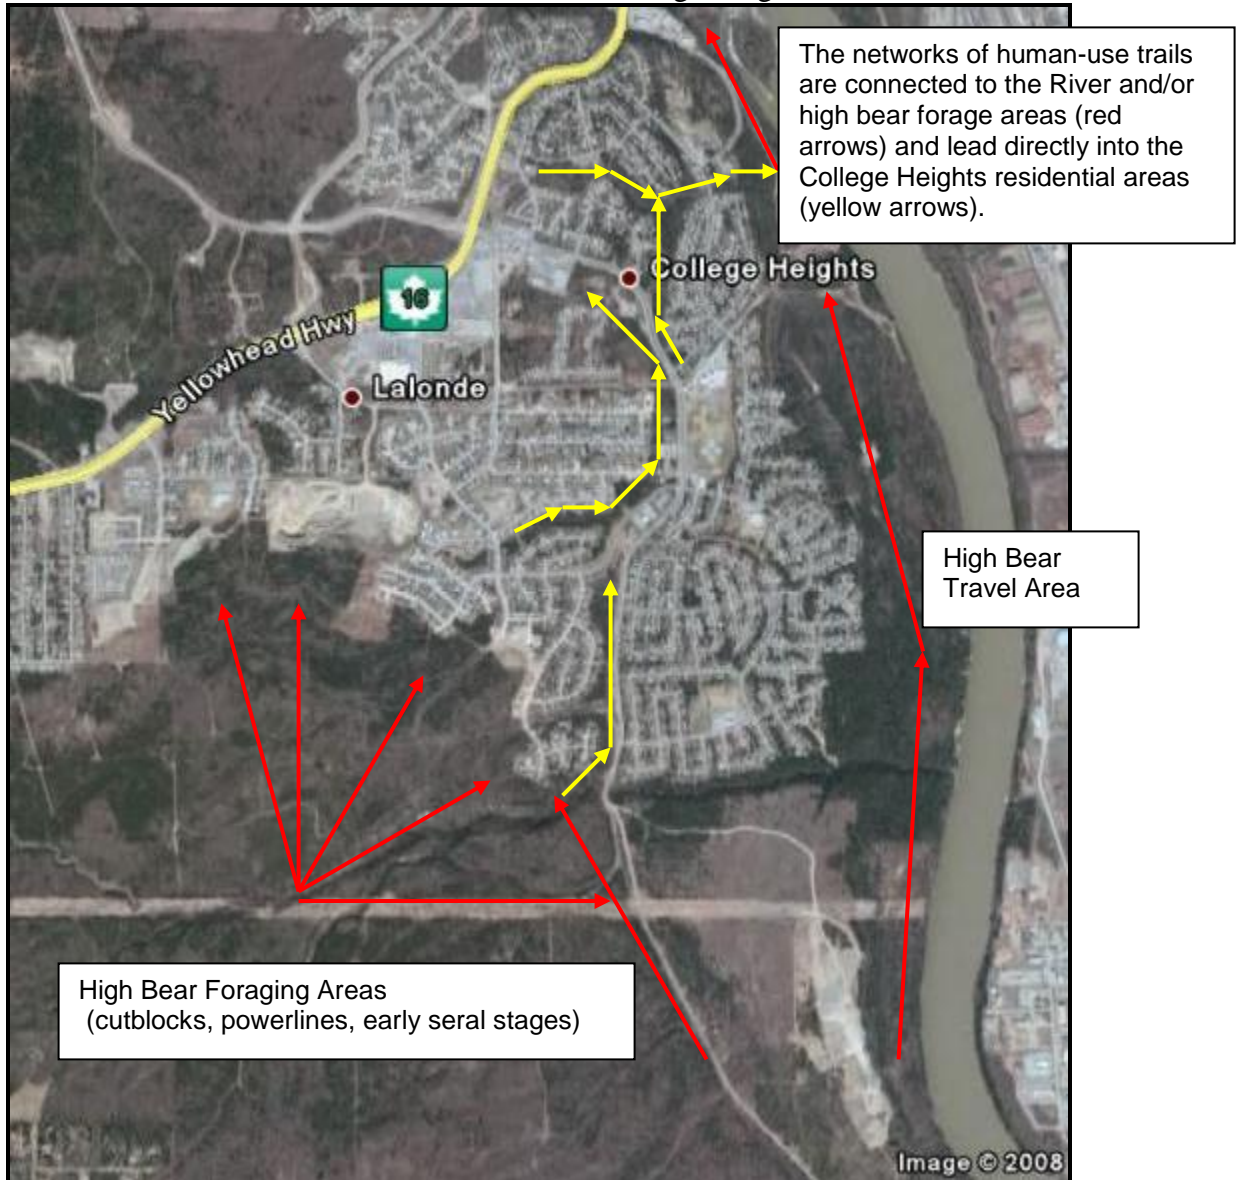 The networks of human-use trails
are connected to the River and/or
high bear forage areas (red
arrows) and lead directly into the
College Heights residential areas
(yellow arrows).
College Heights
16
Yellowhead Hwy
Lalonde
High Bear
Travel Area
High Bear Foraging Areas
(cutblocks, powerlines, early seral stages)
Image © 2008